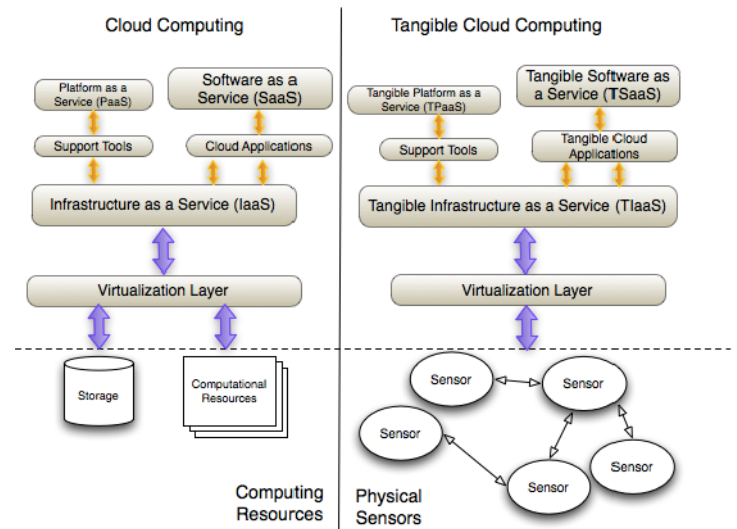 Cloud Computing
Platform as a
Service (PaaS)
Software as a
Service (SaaS)
Support Tools
Cloud Applications
Infrastructure as a Service (IaaS)
Virtualization Layer
Storage
Computational
Resources
Computing
Resources
Tangible Cloud Computing
Tangible Platform as a
Service (TPaaS)
Tangible Software as
a Service (TSaaS)
Support Tools
Tangible Cloud
Applications
Tangible Infrastructure as a Service (TIaaS)
Virtualization Layer
Sensor
Sensor
Sensor
Sensor
Sensor
Physical
Sensors